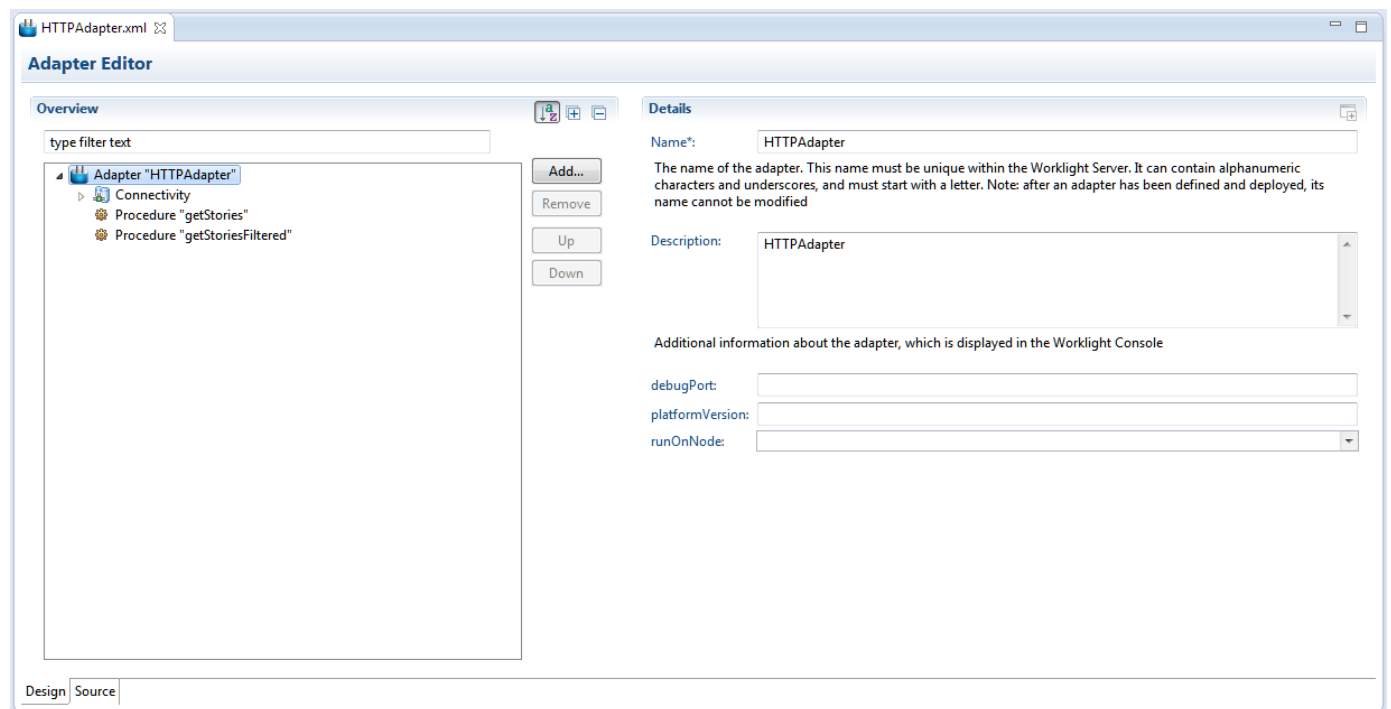 HTTPAdapter.xml
Adapter Editor
Overview
type filter text
Adapter "HTTPAdapter"
Connectivity
Procedure "getStories"
Procedure "getStoriesFiltered"
Add...
Remove
Up
Down
Details
Name*: HTTPAdapter
The name of the adapter. This name must be unique within the Worklight Server. It can contain alphanumeric
characters and underscores, and must start with a letter. Note: after an adapter has been defined and deployed, its
name cannot be modified
Description: HTTPAdapter
Additional information about the adapter, which is displayed in the Worklight Console
debugPort:
platformVersion:
runOnNode:
Design Source